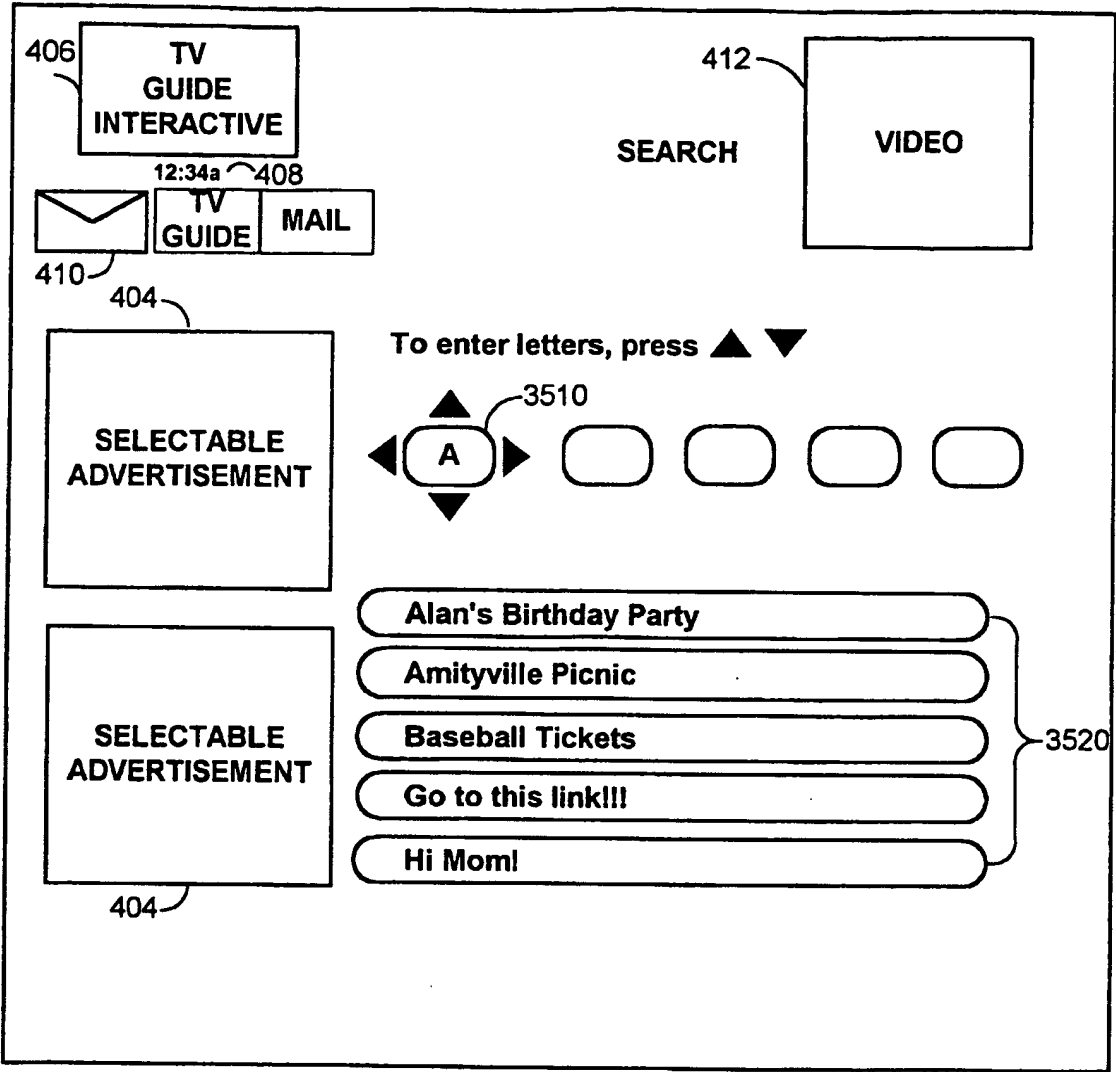 406
TV
GUIDE
INTERACTIVE
412
SEARCH
VIDEO
12:34a 408
TV
GUIDE
MAIL
410
404
To enter letters, press ▲ ▼
3510
SELECTABLE
ADVERTISEMENT
A
Alan's Birthday Party
Amityville Picnic
SELECTABLE
ADVERTISEMENT
Baseball Tickets
3520
Go to this link!!!
Hi Mom!
404